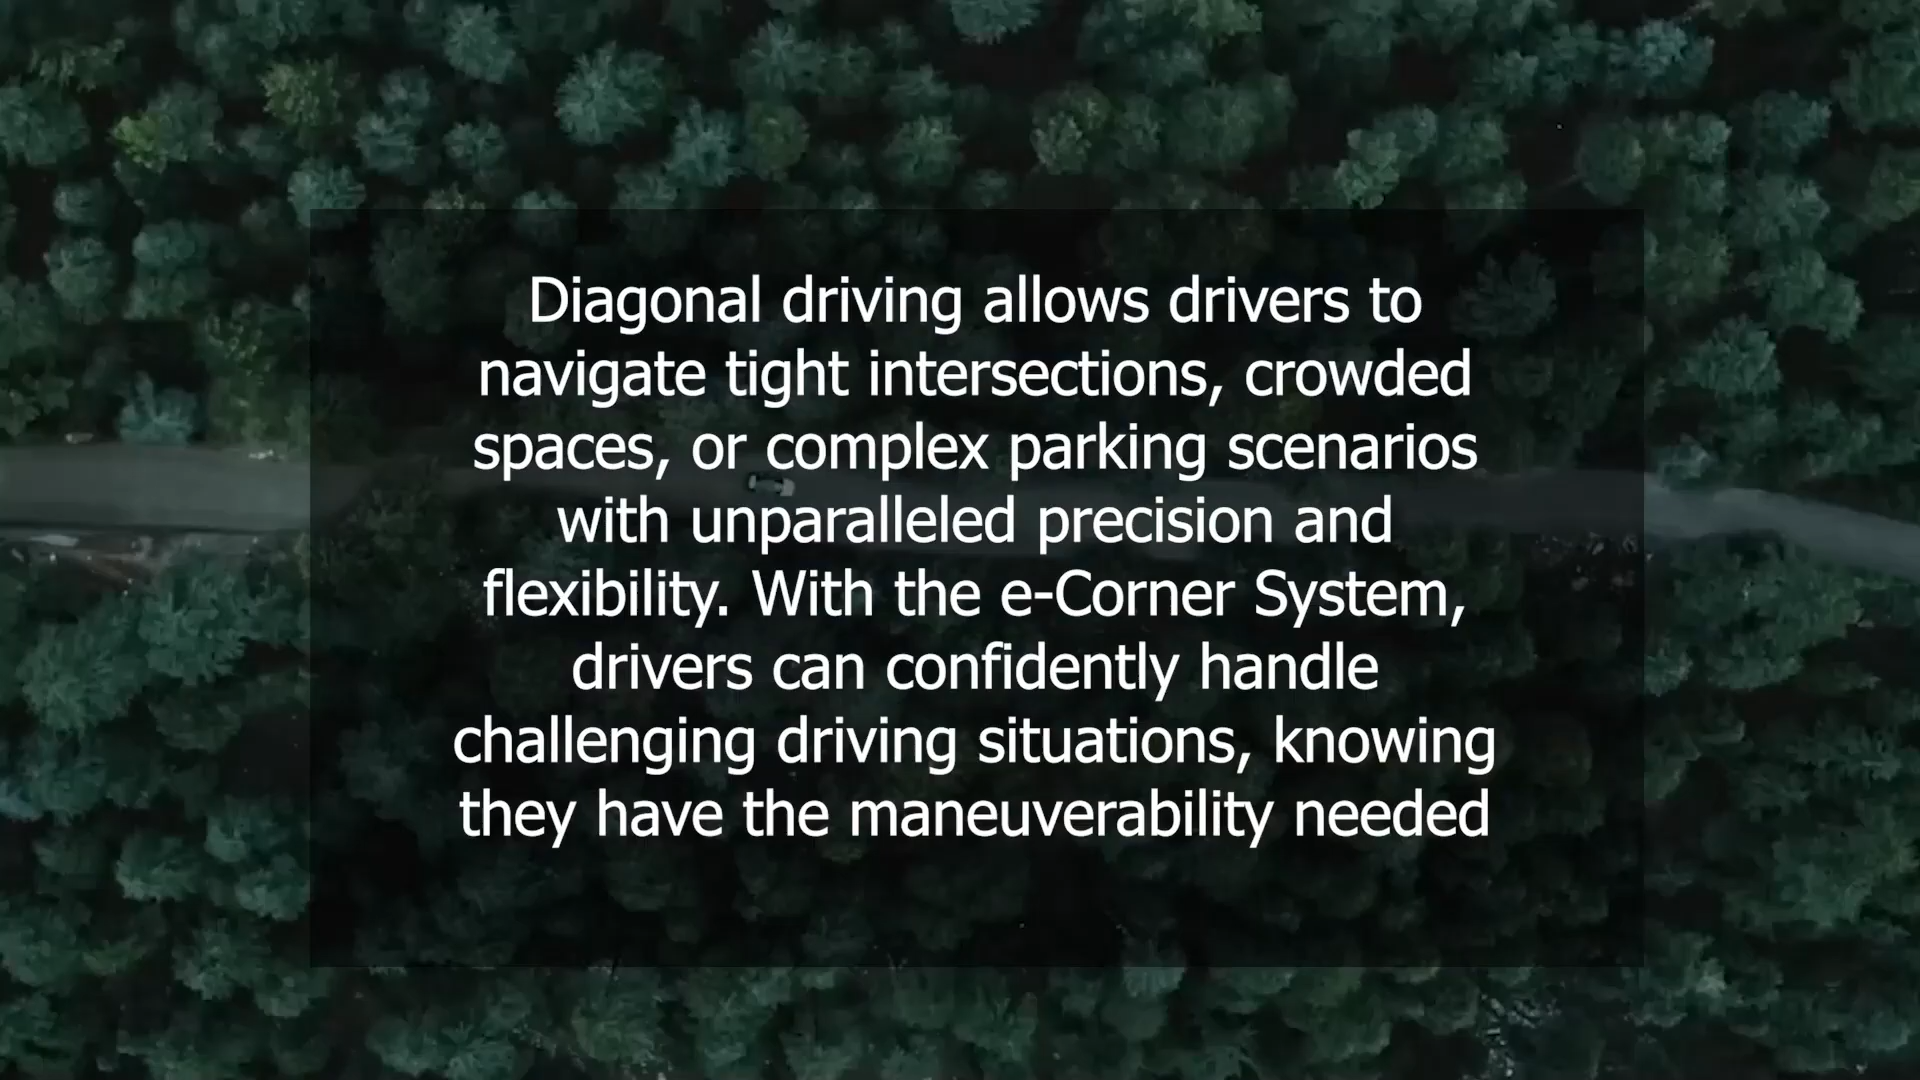 Diagonal driving allows drivers to
navigate tight intersections, crowded
spaces, or complex parking scenarios
with unparalleled precision and
flexibility. With the e-Corner System,
drivers can confidently handle
challenging driving situations, knowing
they have the maneuverability needed